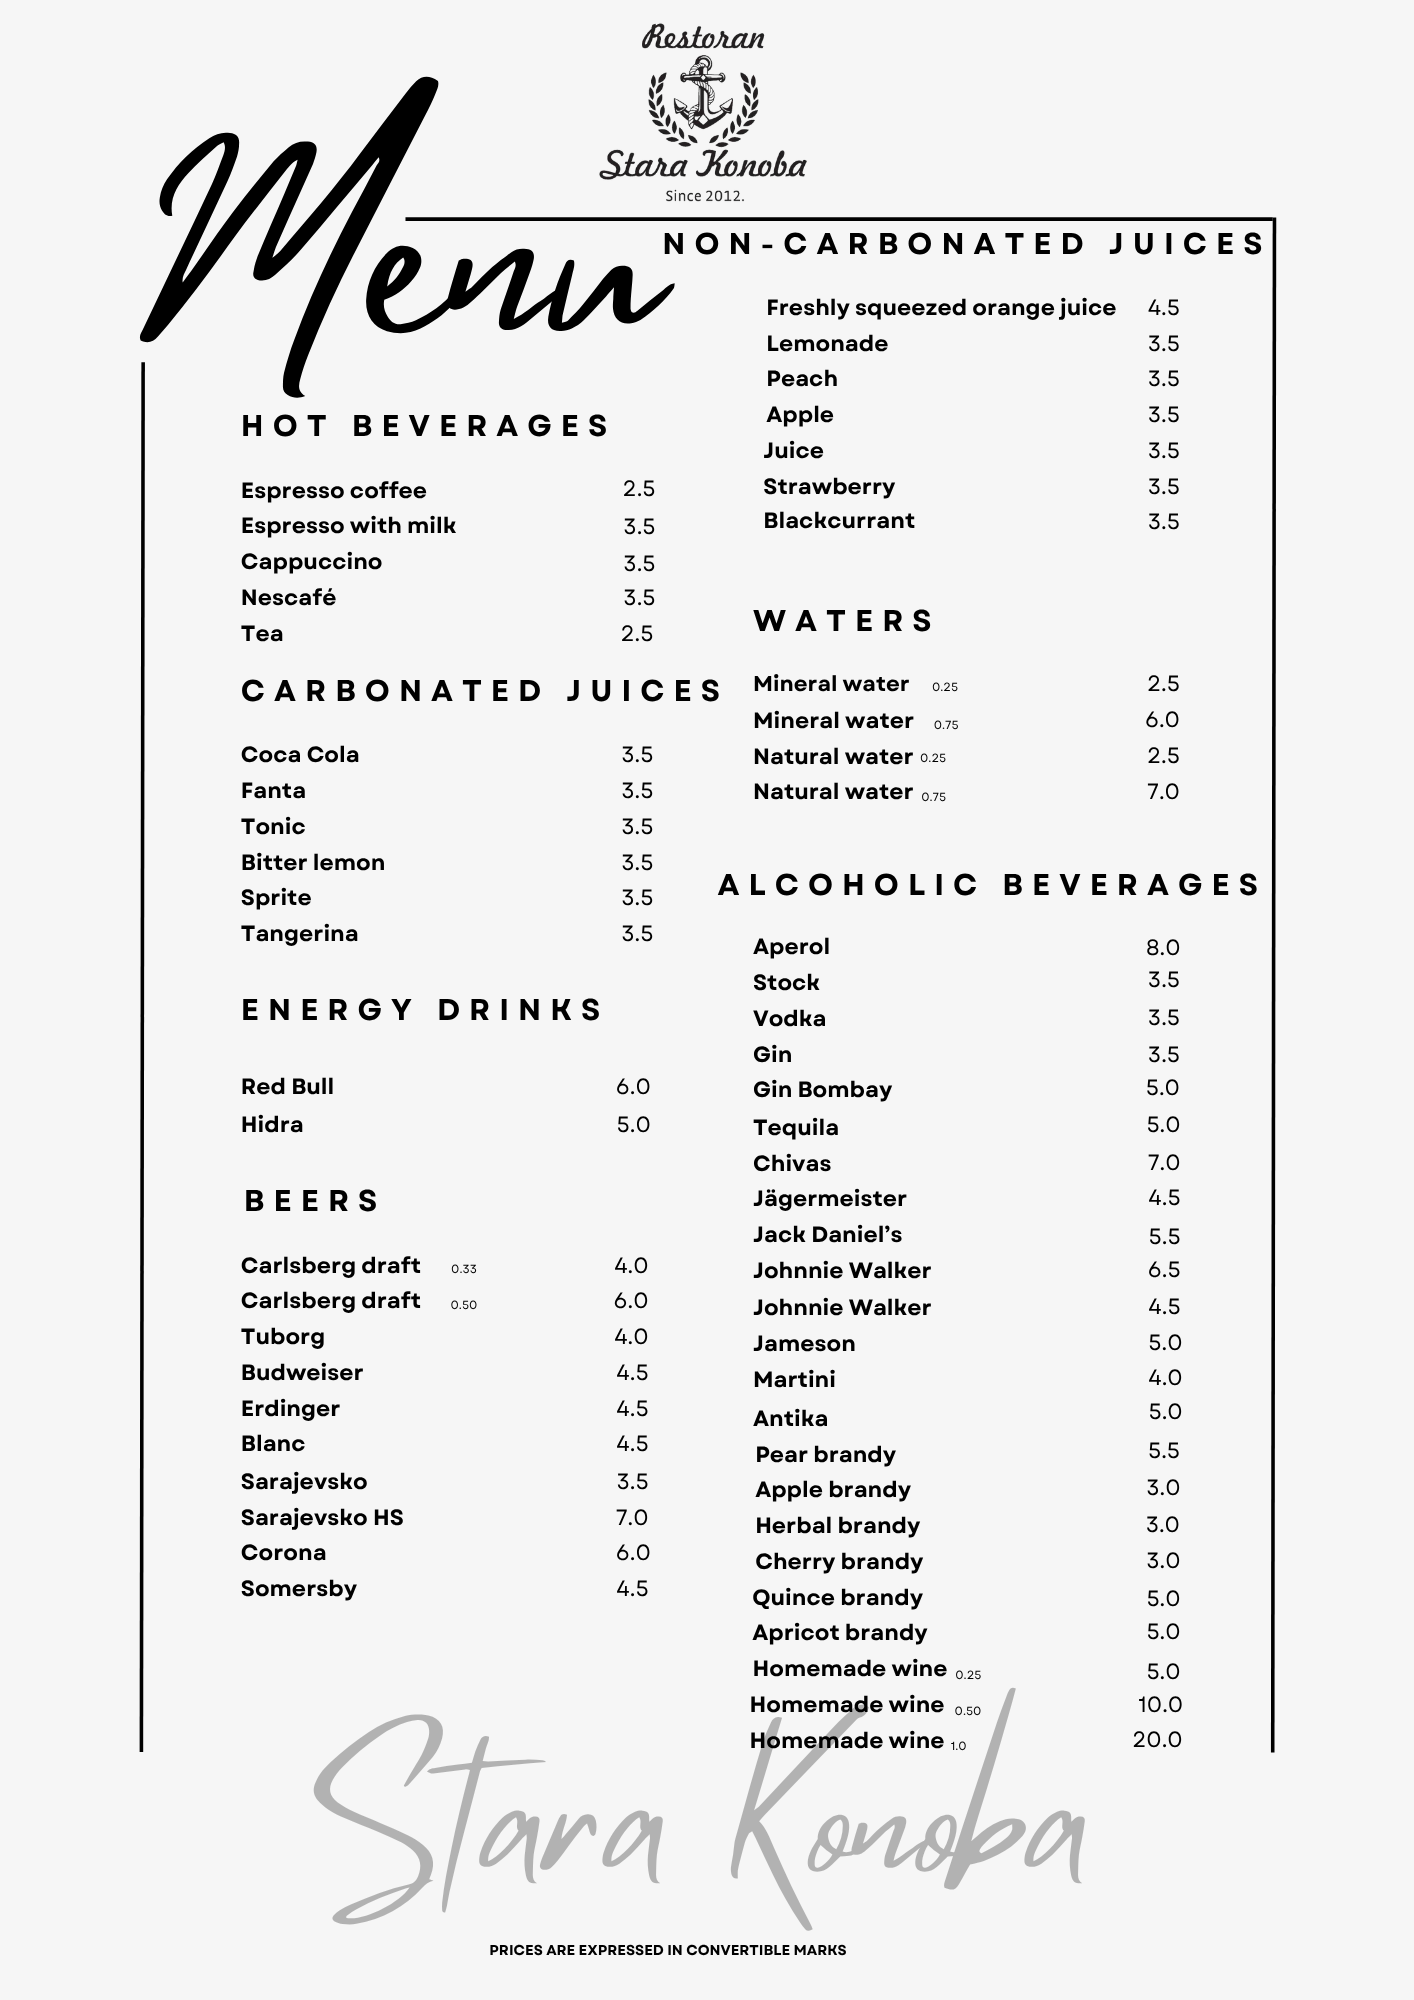 Restoran
Stara Konoba
Since 2012.
Menu
HOT BEVERAGES
Espresso coffee 2.5
Espresso with milk 3.5
Cappuccino 3.5
Nescafé 3.5
Tea 2.5
CARBONATED JUICES
Coca Cola 3.5
Fanta 3.5
Tonic 3.5
Bitter lemon 3.5
Sprite 3.5
Tangerina 3.5
ENERGY DRINKS
Red Bull 6.0
Hidra 5.0
BEERS
Carlsberg draft 0.33 4.0
Carlsberg draft 0.50 6.0
Tuborg 4.0
Budweiser 4.5
Erdinger 4.5
Blanc 4.5
Sarajevsko 3.5
Sarajevsko HS 7.0
Corona 6.0
Somersby 4.5
NON-CARBONATED JUICES
Freshly squeezed orange juice 4.5
Lemonade 3.5
Peach 3.5
Apple 3.5
Juice 3.5
Strawberry 3.5
Blackcurrant 3.5
WATERS
Mineral water 0.25 2.5
Mineral water 0.75 6.0
Natural water 0.25 2.5
Natural water 0.75 7.0
ALCOHOLIC BEVERAGES
Aperol 8.0
Stock 3.5
Vodka 3.5
Gin 3.5
Gin Bombay 5.0
Tequila 5.0
Chivas 7.0
Jägermeister 4.5
Jack Daniel’s 5.5
Johnnie Walker 6.5
Johnnie Walker 4.5
Jameson 5.0
Martini 4.0
Antika 5.0
Pear brandy 5.5
Apple brandy 3.0
Herbal brandy 3.0
Cherry brandy 3.0
Quince brandy 5.0
Apricot brandy 5.0
Homemade wine 0.25 5.0
Homemade wine 0.50 10.0
Homemade wine 1.0 20.0
Stara Konoba
PRICES ARE EXPRESSED IN CONVERTIBLE MARKS